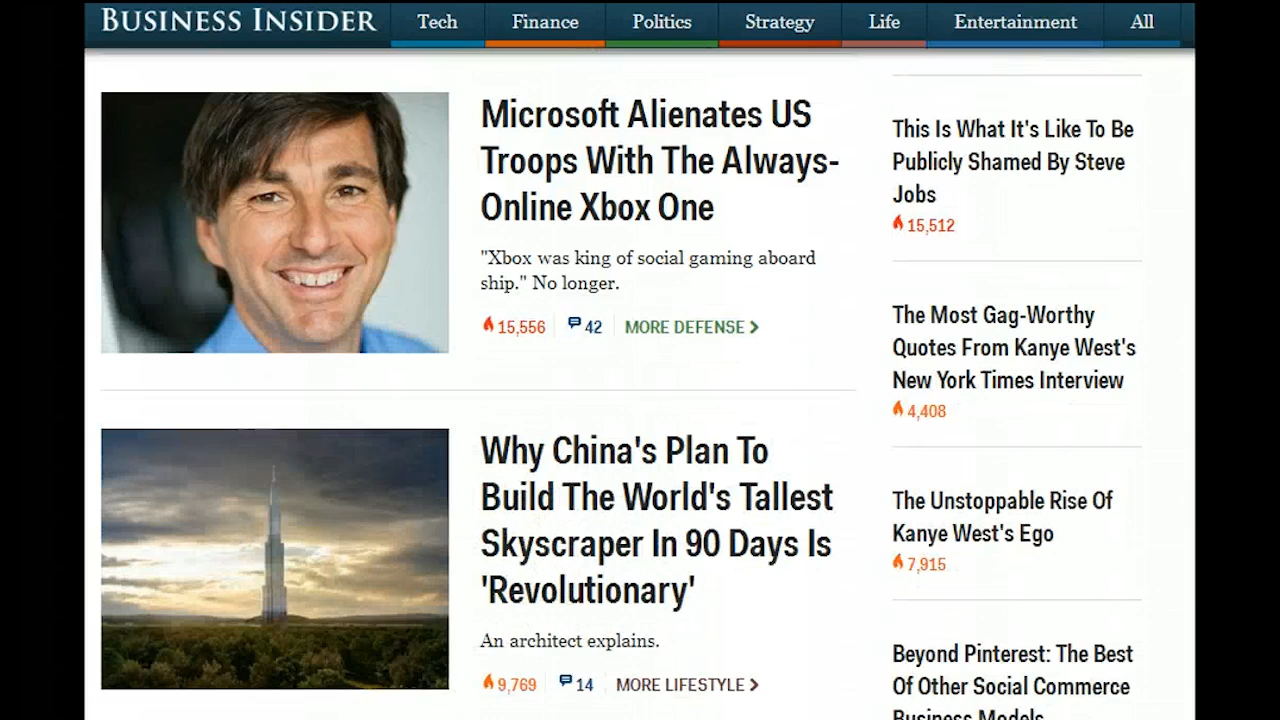 BUSINESS INSIDER
Tech
Finance
Politics
Strategy
Life
Entertainment
All
Microsoft Alienates US
Troops With The Always-
Online Xbox One
"Xbox was king of social gaming aboard
ship." No longer.
15,556
42
MORE DEFENSE
Why China's Plan To
Build The World's Tallest
Skyscraper In 90 Days Is
'Revolutionary'
An architect explains.
9,769
14
MORE LIFESTYLE
This Is What It's Like To Be
Publicly Shamed By Steve
Jobs
15,512
The Most Gag-Worthy
Quotes From Kanye West's
New York Times Interview
4,408
The Unstoppable Rise Of
Kanye West's Ego
7,915
Beyond Pinterest: The Best
Of Other Social Commerce
Business Models